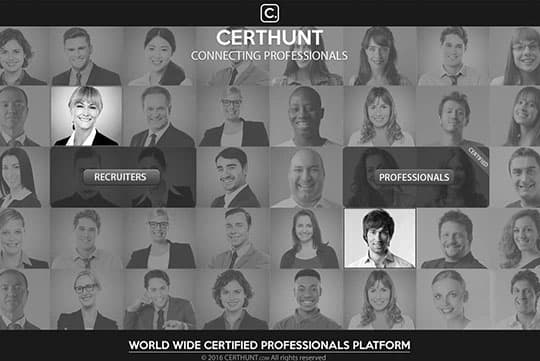 C.
CERTHUNT
CONNECTING PROFESSIONALS
CERTIFIED
RECRUITERS
PROFESSIONALS
WORLD WIDE CERTIFIED PROFESSIONALS PLATFORM
© 2016 CERTHUNT.COM All rights reserved